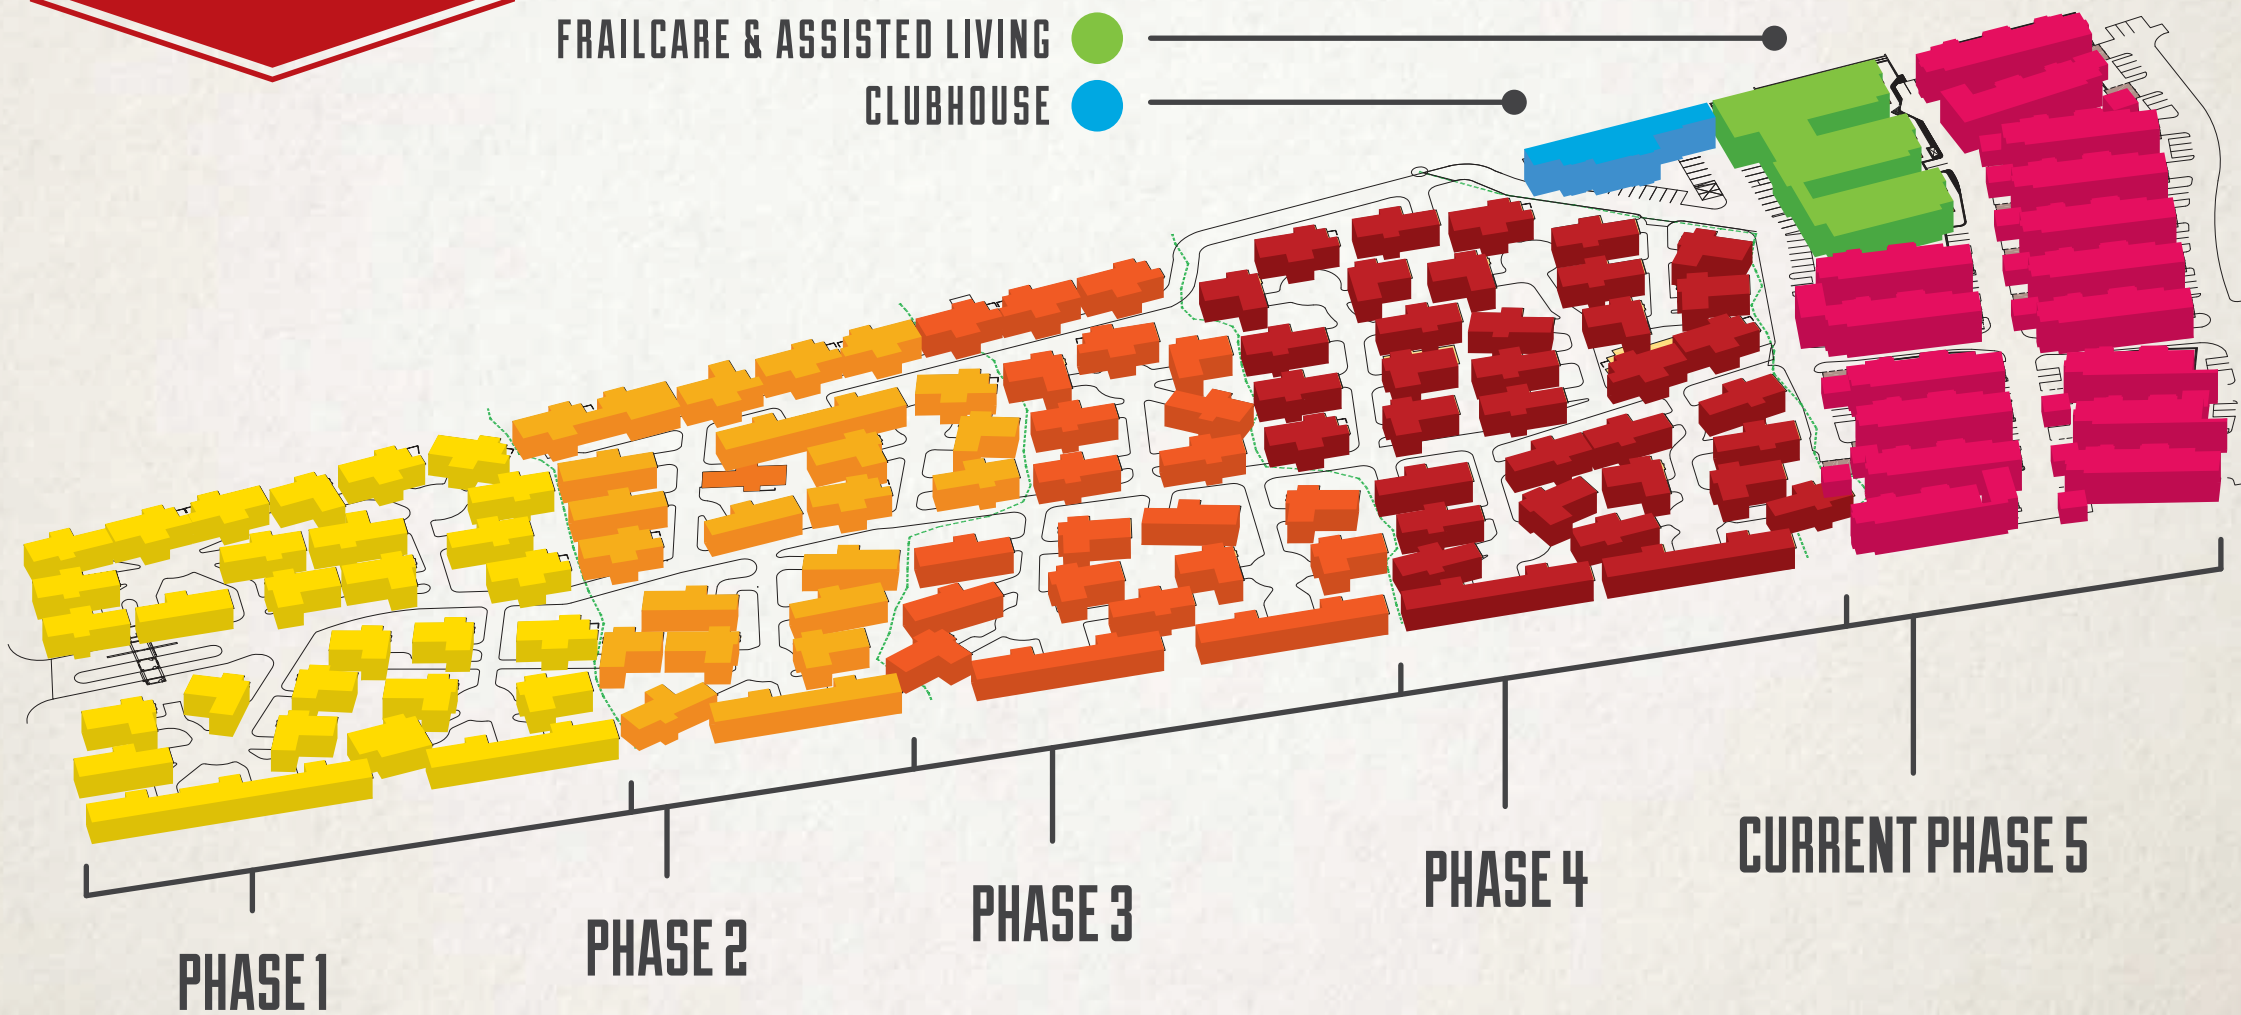 FRAILCARE & ASSISTED LIVING
CLUBHOUSE
CURRENT PHASE 5
PHASE 4
PHASE 3
PHASE 2
PHASE 1